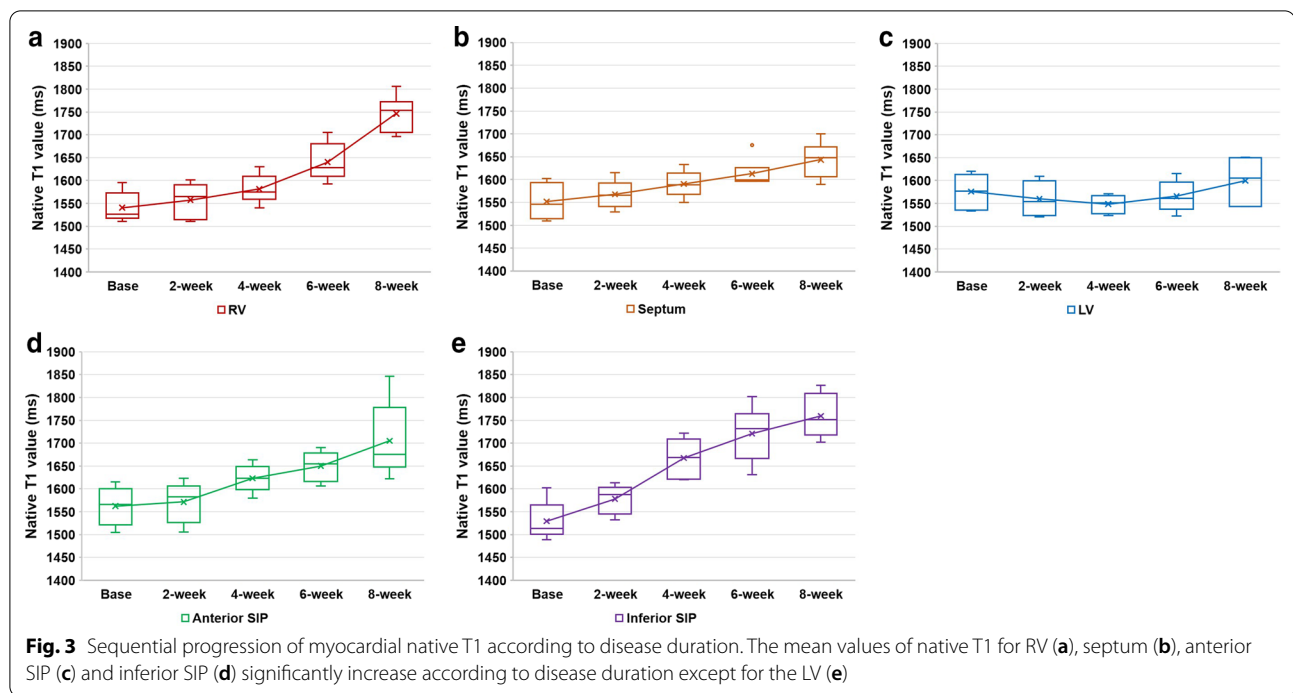 a
1900
1850
1800
1750
1700
1650
1600
1550
1500
1450
1400
Native T1 value (ms)
Base 2-week 4-week 6-week 8-week
RV
b
1900
1850
1800
1750
1700
1650
1600
1550
1500
1450
1400
Native T1 value (ms)
Base 2-week 4-week 6-week 8-week
Septum
c
1900
1850
1800
1750
1700
1650
1600
1550
1500
1450
1400
Native T1 value (ms)
Base 2-week 4-week 6-week 8-week
LV
d
1900
1850
1800
1750
1700
1650
1600
1550
1500
1450
1400
Native T1 value (ms)
Base 2-week 4-week 6-week 8-week
Anterior SIP
e
1900
1850
1800
1750
1700
1650
1600
1550
1500
1450
1400
Native T1 value (ms)
Base 2-week 4-week 6-week 8-week
Inferior SIP
Fig. 3 Sequential progression of myocardial native T1 according to disease duration. The mean values of native T1 for RV (a), septum (b), anterior
SIP (c) and inferior SIP (d) significantly increase according to disease duration except for the LV (e)